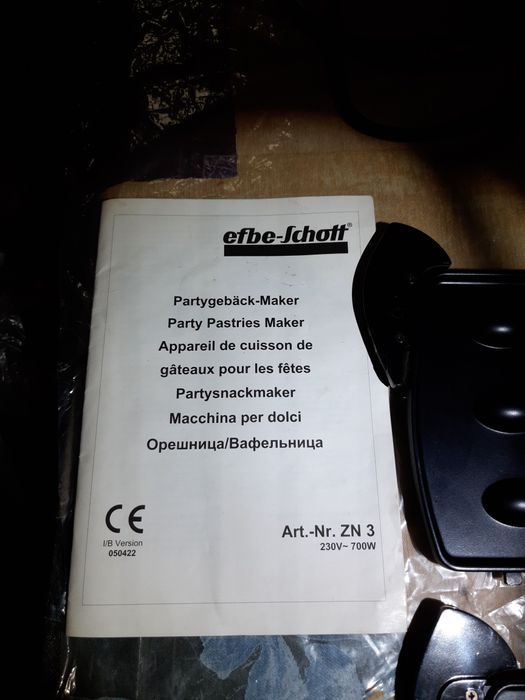 efbe-Schott®
Partygebäck-Maker
Party Pastries Maker
Appareil de cuisson de
gâteaux pour les fêtes
Partysnackmaker
Macchina per dolci
Орешница/Вафельница
CE
I/B Version
050422
Art.-Nr. ZN 3
230V~ 700W